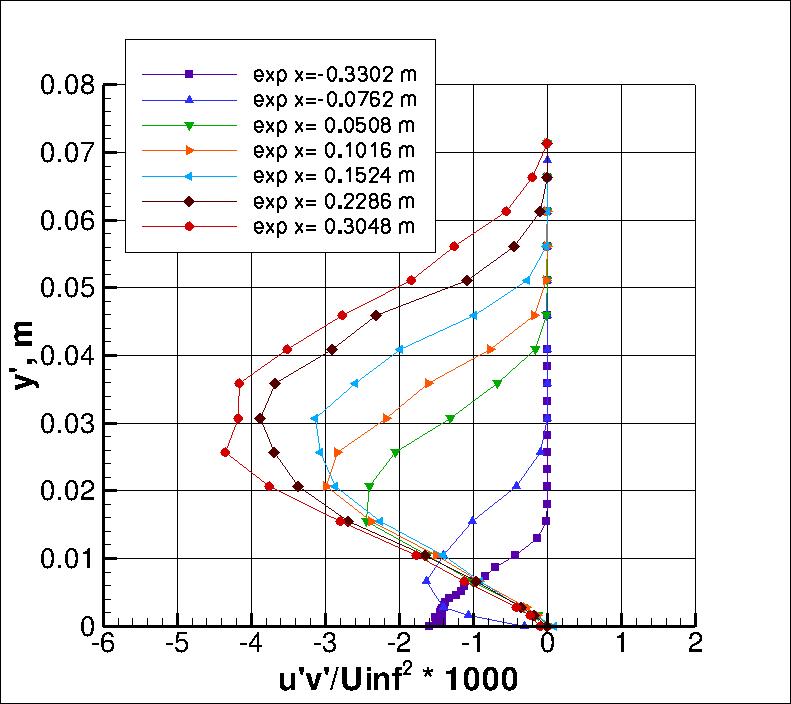 exp x=-0.3302 m
exp x=-0.0762 m
exp x= 0.0508 m
exp x= 0.1016 m
exp x= 0.1524 m
exp x= 0.2286 m
exp x= 0.3048 m
0.08
0.07
0.06
0.05
0.04
0.03
0.02
0.01
0
y', m
-6 -5 -4 -3 -2 -1 0 1 2
u'v'/Uinf² * 1000